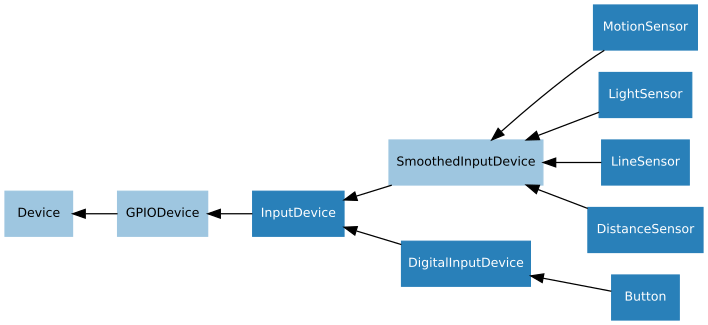 MotionSensor
LightSensor
SmoothedInputDevice
LineSensor
Device
GPIODevice
InputDevice
DistanceSensor
DigitalInputDevice
Button